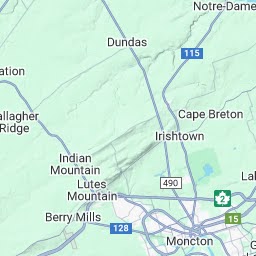 Notre-Dame
Dundas
115
ation
allagher
Ridge
Cape Breton
Irishtown
Indian
Mountain
490
Lutes
Mountain
La
2
Berry Mills
128
15
Moncton